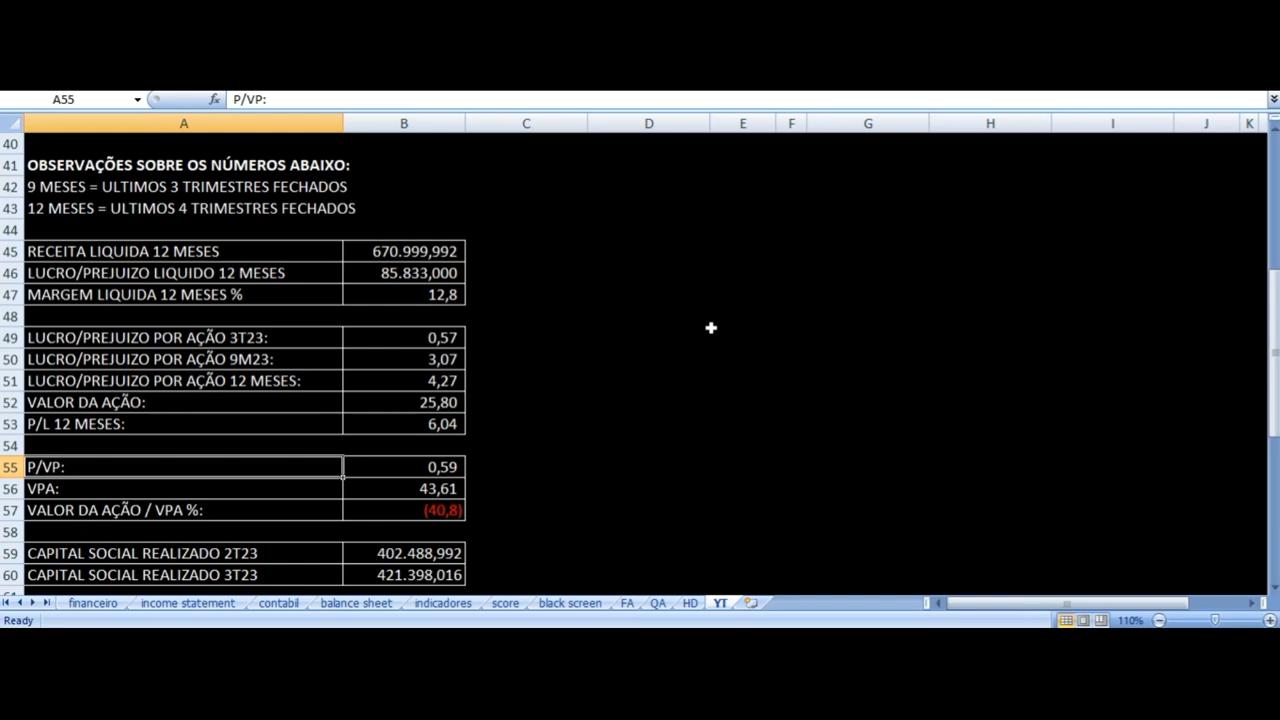 A55 fx P/VP:
A B C D E F G H I J K
40
41 OBSERVAÇÕES SOBRE OS NÚMEROS ABAIXO:
42 9 MESES = ULTIMOS 3 TRIMESTRES FECHADOS
43 12 MESES = ULTIMOS 4 TRIMESTRES FECHADOS
44
45 RECEITA LIQUIDA 12 MESES 670.999,992
46 LUCRO/PREJUIZO LIQUIDO 12 MESES 85.833,000
47 MARGEM LIQUIDA 12 MESES % 12,8
48
49 LUCRO/PREJUIZO POR AÇÃO 3T23: 0,57
50 LUCRO/PREJUIZO POR AÇÃO 9M23: 3,07
51 LUCRO/PREJUIZO POR AÇÃO 12 MESES: 4,27
52 VALOR DA AÇÃO: 25,80
53 P/L 12 MESES: 6,04
54
55 P/VP: 0,59
56 VPA: 43,61
57 VALOR DA AÇÃO / VPA %: (40,8)
58
59 CAPITAL SOCIAL REALIZADO 2T23 402.488,992
60 CAPITAL SOCIAL REALIZADO 3T23 421.398,016
financeiro income statement contabil balance sheet indicadores score black screen FA QA HD YT
Ready 110%